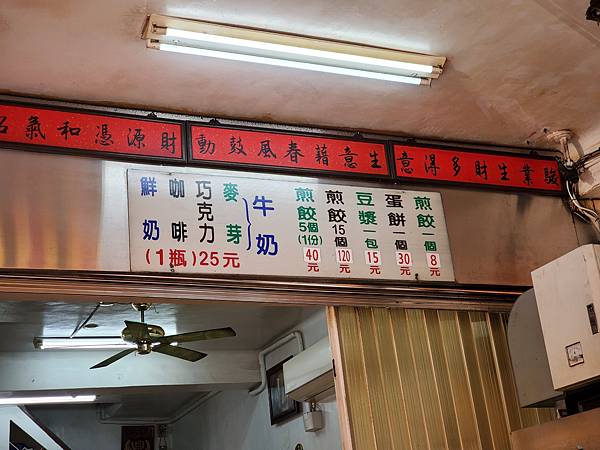 駿業生財多得意
意生藉春風鼓動
財源憑和氣
煎餃一個8元
蛋餅一個30元
豆漿一包15元
煎餃15個120元
煎餃5個(1份)40元
牛奶
麥芽
巧克力
咖啡
鮮奶
(1瓶)25元